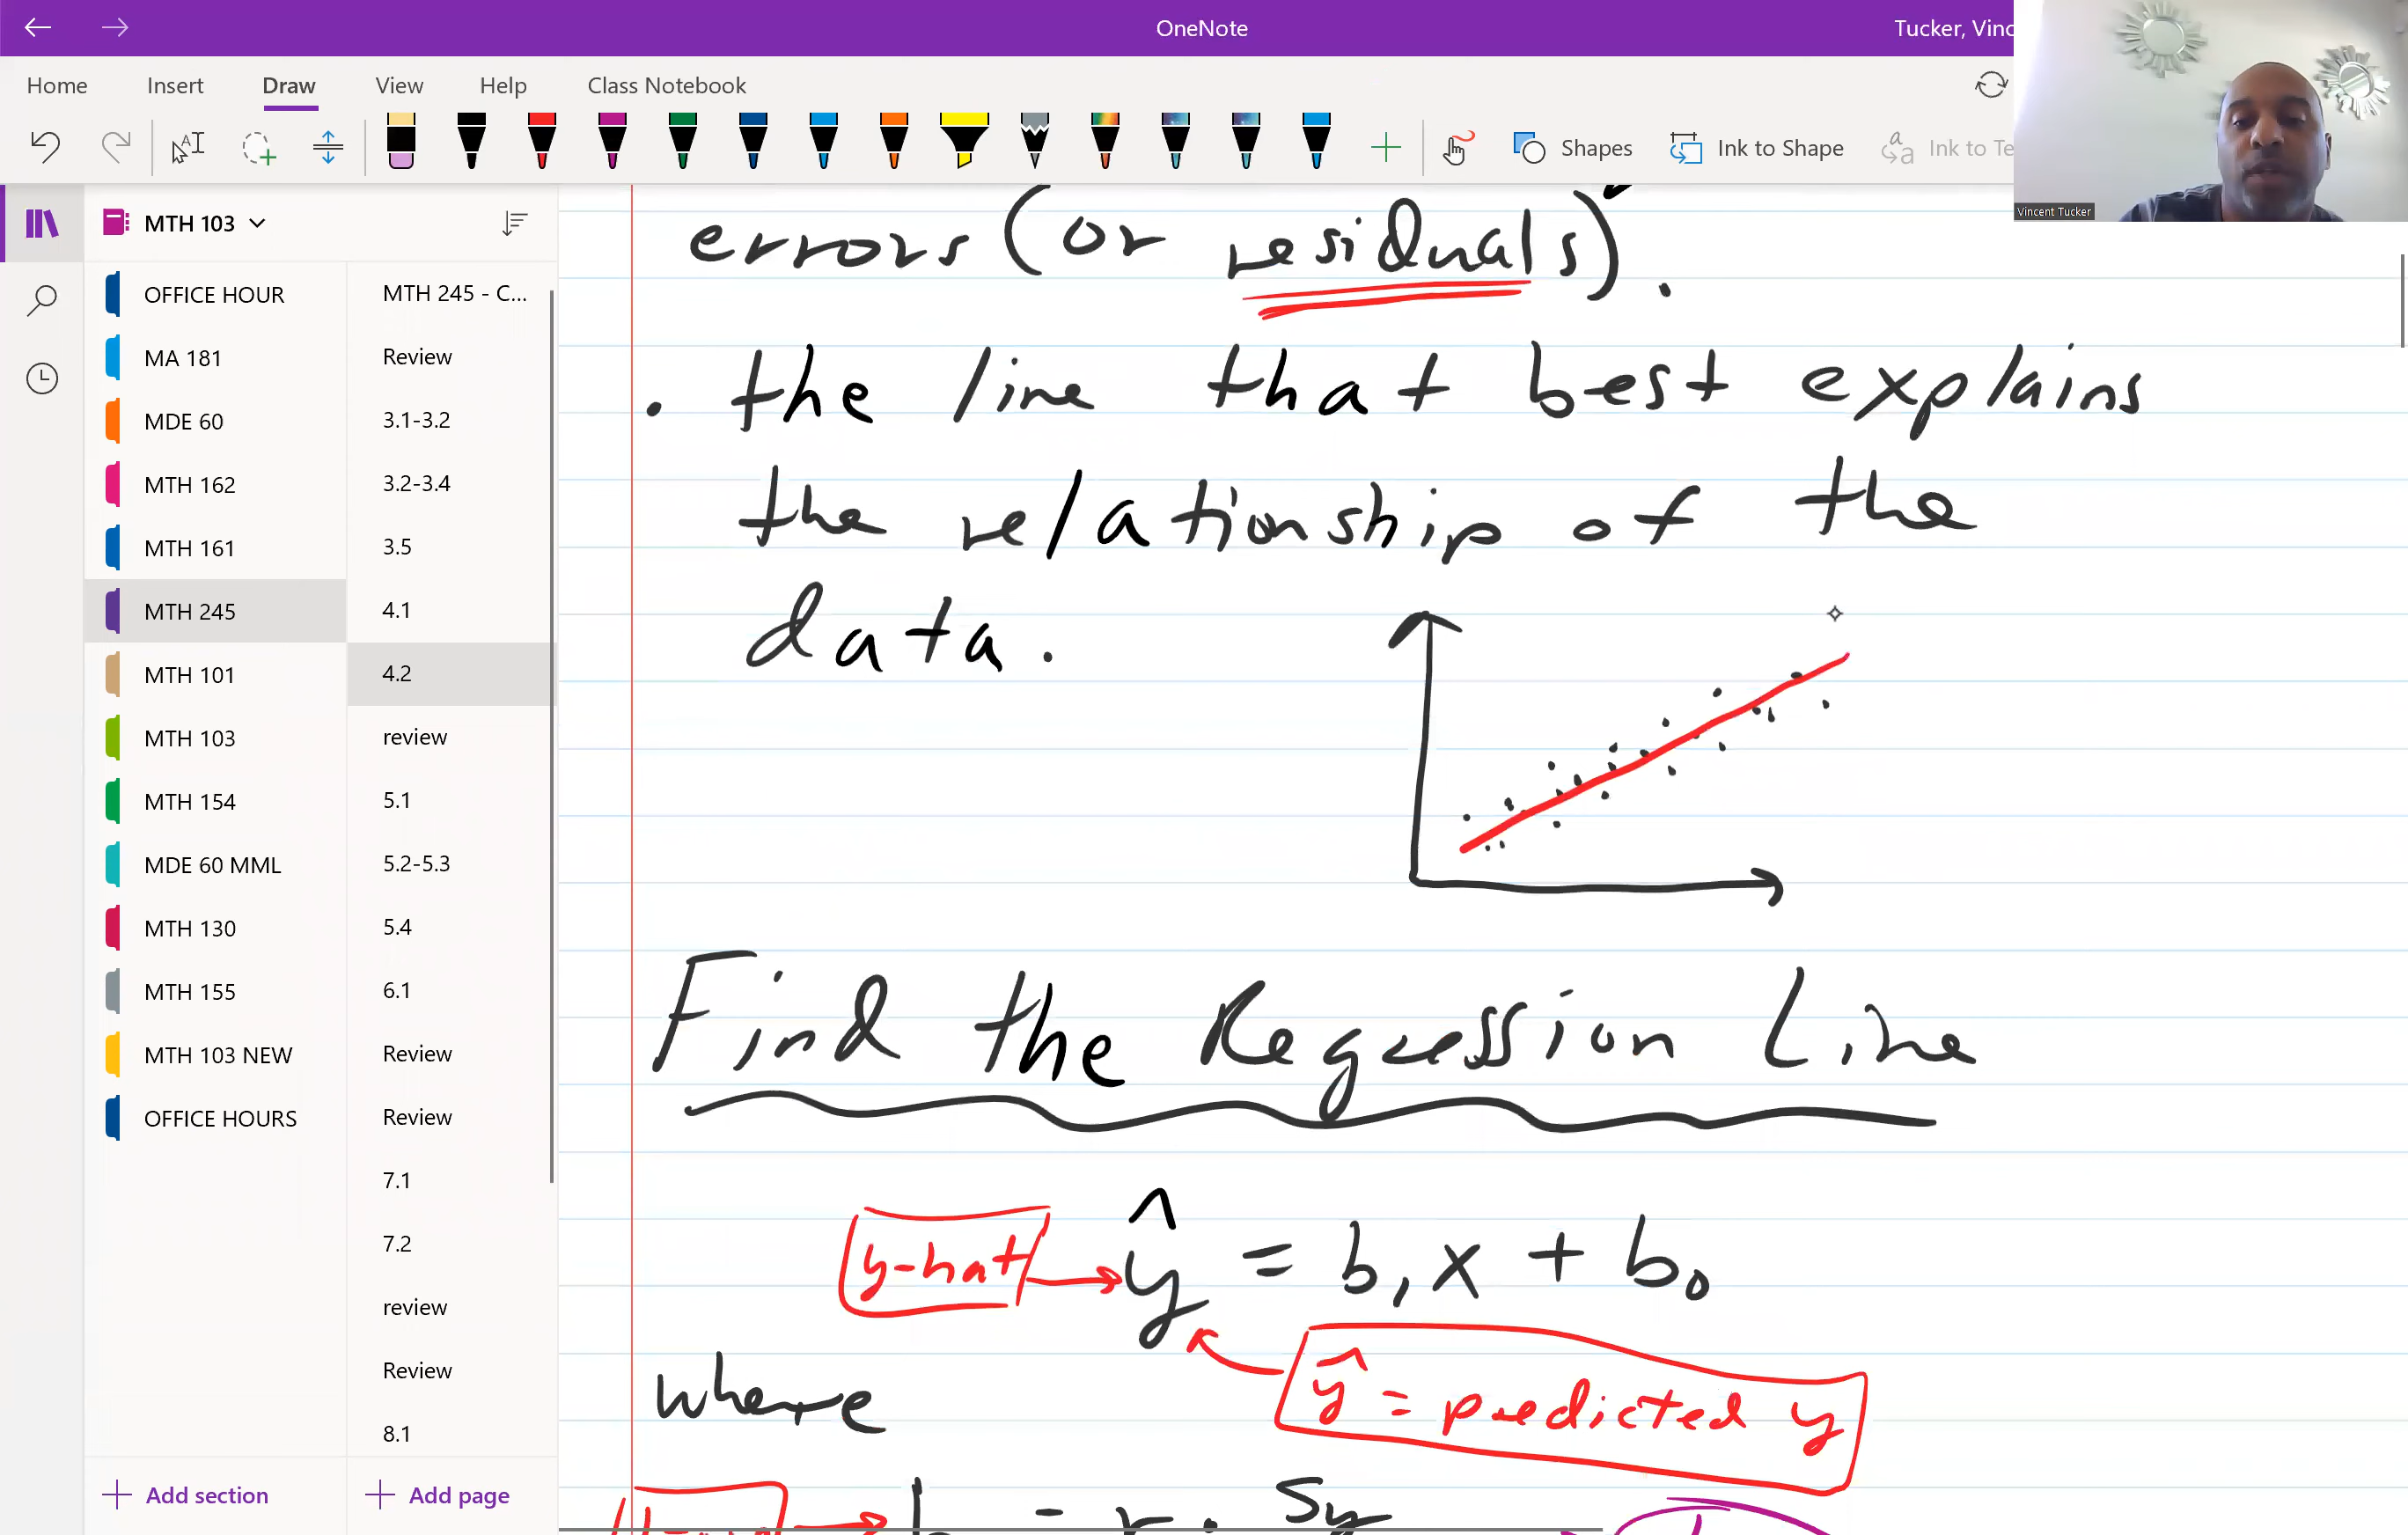 OneNote
Tucker, Vinc
Home
Insert
Draw
View
Help
Class Notebook
Shapes
Ink to Shape
Ink to Te
Vincent Tucker
MTH 103
OFFICE HOUR
MA 181
MDE 60
MTH 162
MTH 161
MTH 245
MTH 101
MTH 103
MTH 154
MDE 60 MML
MTH 130
MTH 155
MTH 103 NEW
OFFICE HOURS
Add section
MTH 245 - C...
Review
3.1-3.2
3.2-3.4
3.5
4.1
4.2
review
5.1
5.2-5.3
5.4
6.1
Review
Review
7.1
7.2
review
Review
8.1
Add page
errors (or residuals).
. the line that best explains
the relationship of the
data.
Find the Regression Line
y-hat → ŷ = b₁x + b₀
where
ŷ = predicted y
= r . Sy